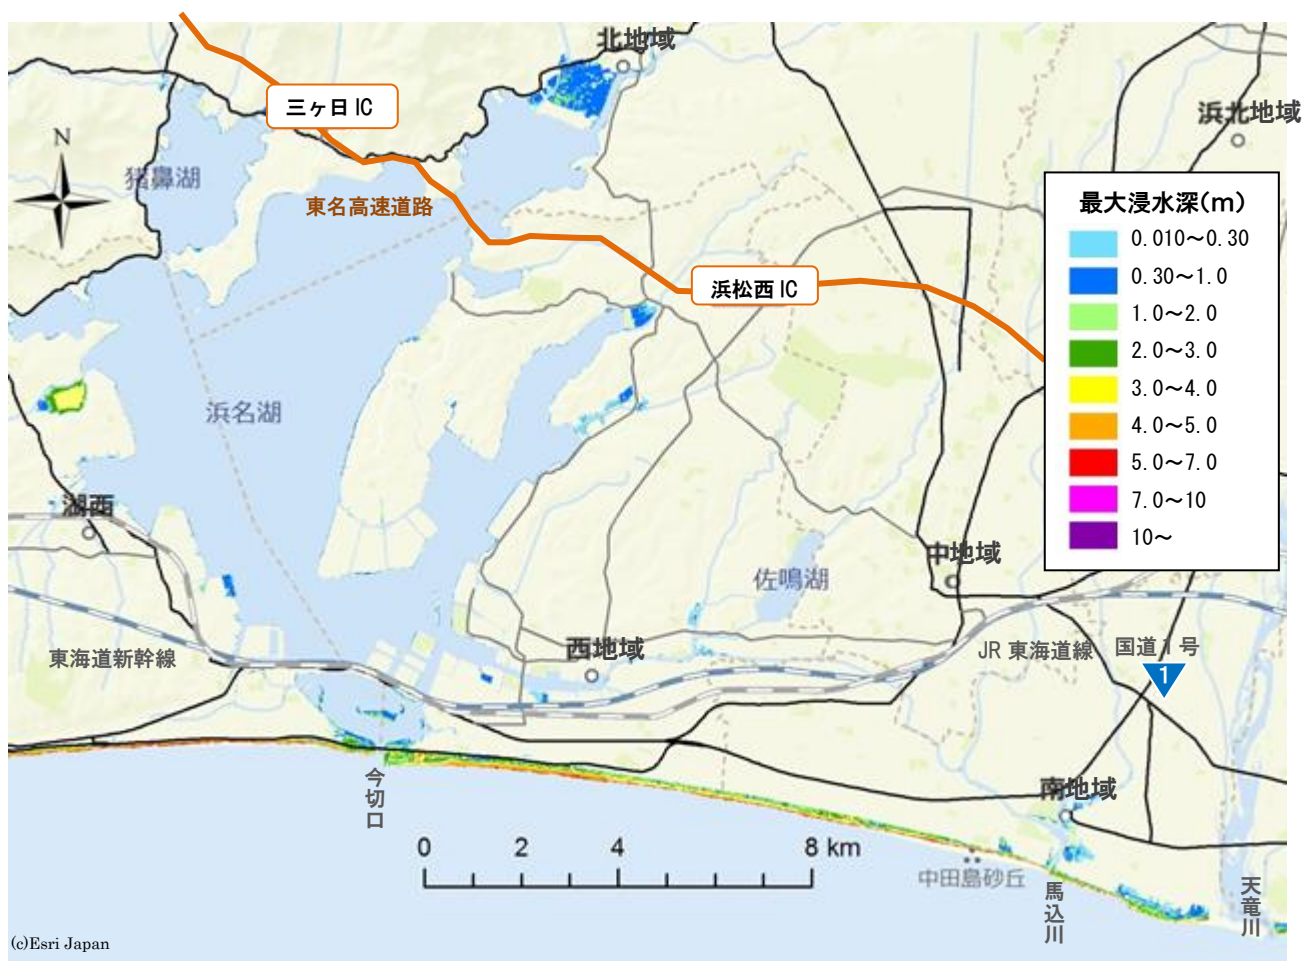 北地域
三ヶ日 IC
浜北地域
N
猪鼻湖
東名高速道路
最大浸水深(m)
0.010～0.30
0.30～1.0
1.0～2.0
2.0～3.0
3.0～4.0
4.0～5.0
5.0～7.0
7.0～10
10～
浜松西 IC
浜名湖
湖西
中地域
佐鳴湖
東海道新幹線
西地域
JR 東海道線
国道 1 号
1
今切口
南地域
0 2 4 8 km
中田島砂丘
馬込川
天竜川
(c)Esri Japan